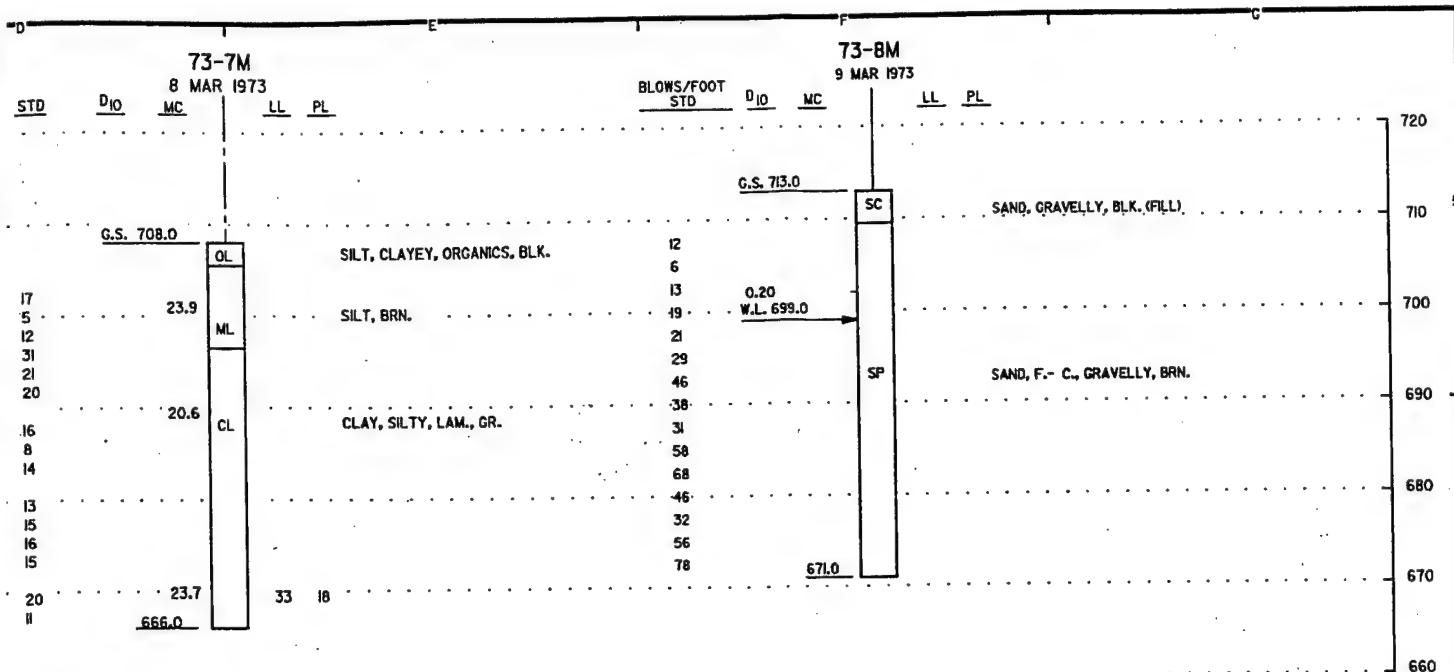 D E F G
73-7M
8 MAR 1973
STD D10 MC LL PL
G.S. 708.0
OL SILT, CLAYEY, ORGANICS, BLK.
17
23.9
5 SILT, BRN.
12 ML
31
21
20
20.6 CL CLAY, SILTY, LAM., GR.
16
8
14
13
15
16
15
20 23.7 33 18
11
666.0
73-8M
9 MAR 1973
BLOWS/FOOT
STD D10 MC LL PL
G.S. 713.0
SC SAND, GRAVELLY, BLK. (FILL)
12
6
13 0.20
19 W.L. 699.0
21
29 SP SAND, F.- C., GRAVELLY, BRN.
46
38
31
58
68
46
32
56
78 671.0
720
710
700
690
680
670
660